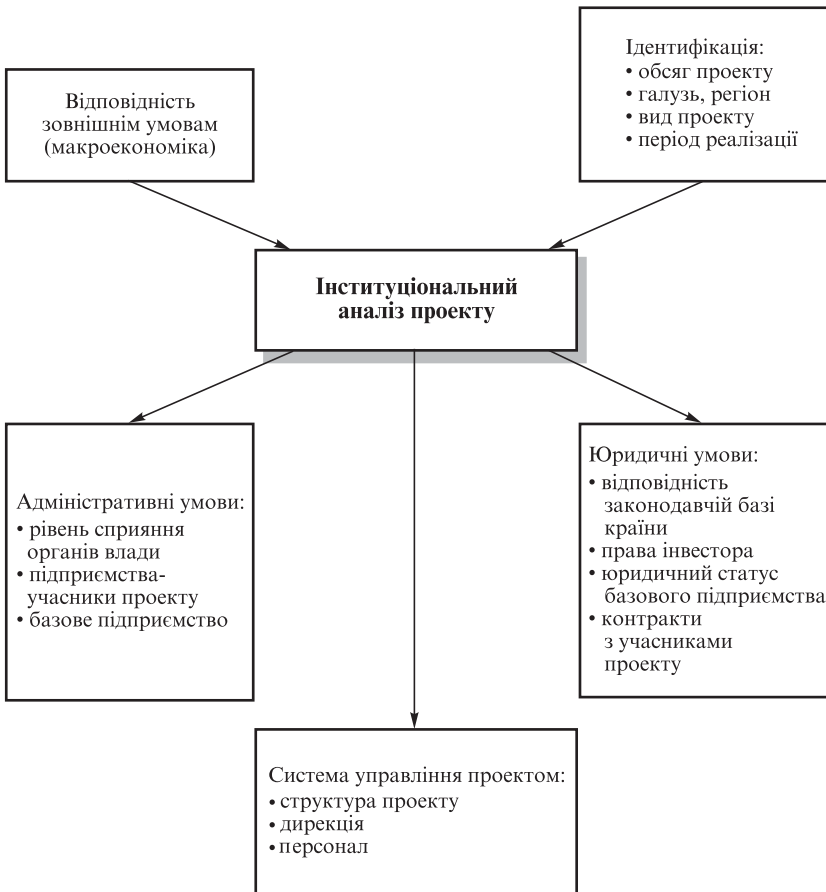 Відповідність
зовнішнім умовам
(макроекономіка)
Ідентифікація:
• обсяг проекту
• галузь, регіон
• вид проекту
• період реалізації
Інституціональний
аналіз проекту
Адміністративні умови:
• рівень сприяння
органів влади
• підприємства-
учасники проекту
• базове підприємство
Юридичні умови:
• відповідність
законодавчій базі
країни
• права інвестора
• юридичний статус
базового підприємства
• контракти
з учасниками
проекту
Система управління проектом:
• структура проекту
• дирекція
• персонал